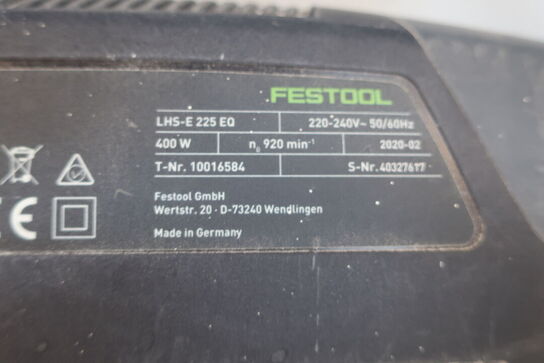 FESTOOL
LHS-E 225 EQ 220-240V~ 50/60Hz
400 W n₀ 920 min⁻¹ 2020-02
T-Nr. 10016584 S-Nr. 40327617
Festool GmbH
Wertstr. 20 · D-73240 Wendlingen
Made in Germany
CE